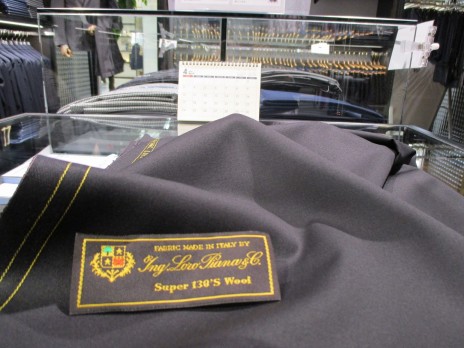 FABRIC MADE IN ITALY BY
Ing. Loro Piana & C.
Super 130'S Wool